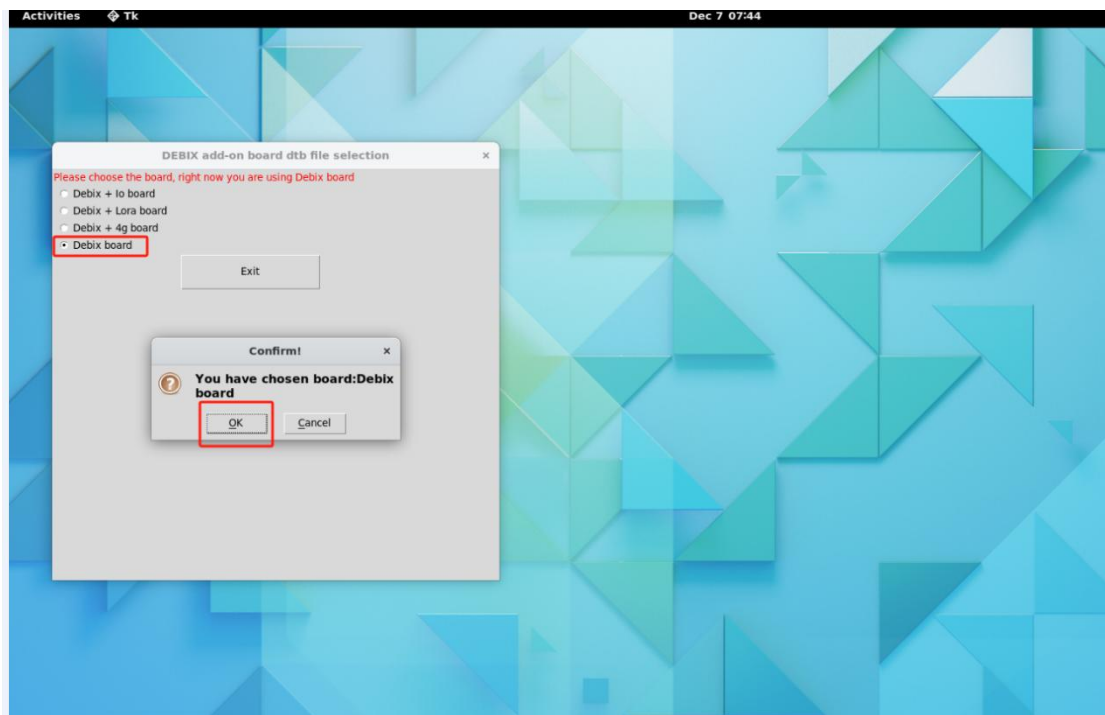 Activities Tk Dec 7 07:44
DEBIX add-on board dtb file selection ×
Please choose the board, right now you are using Debix board
Debix + Io board
Debix + Lora board
Debix + 4g board
Debix board
Exit
Confirm! ×
You have chosen board:Debix
board
OK Cancel